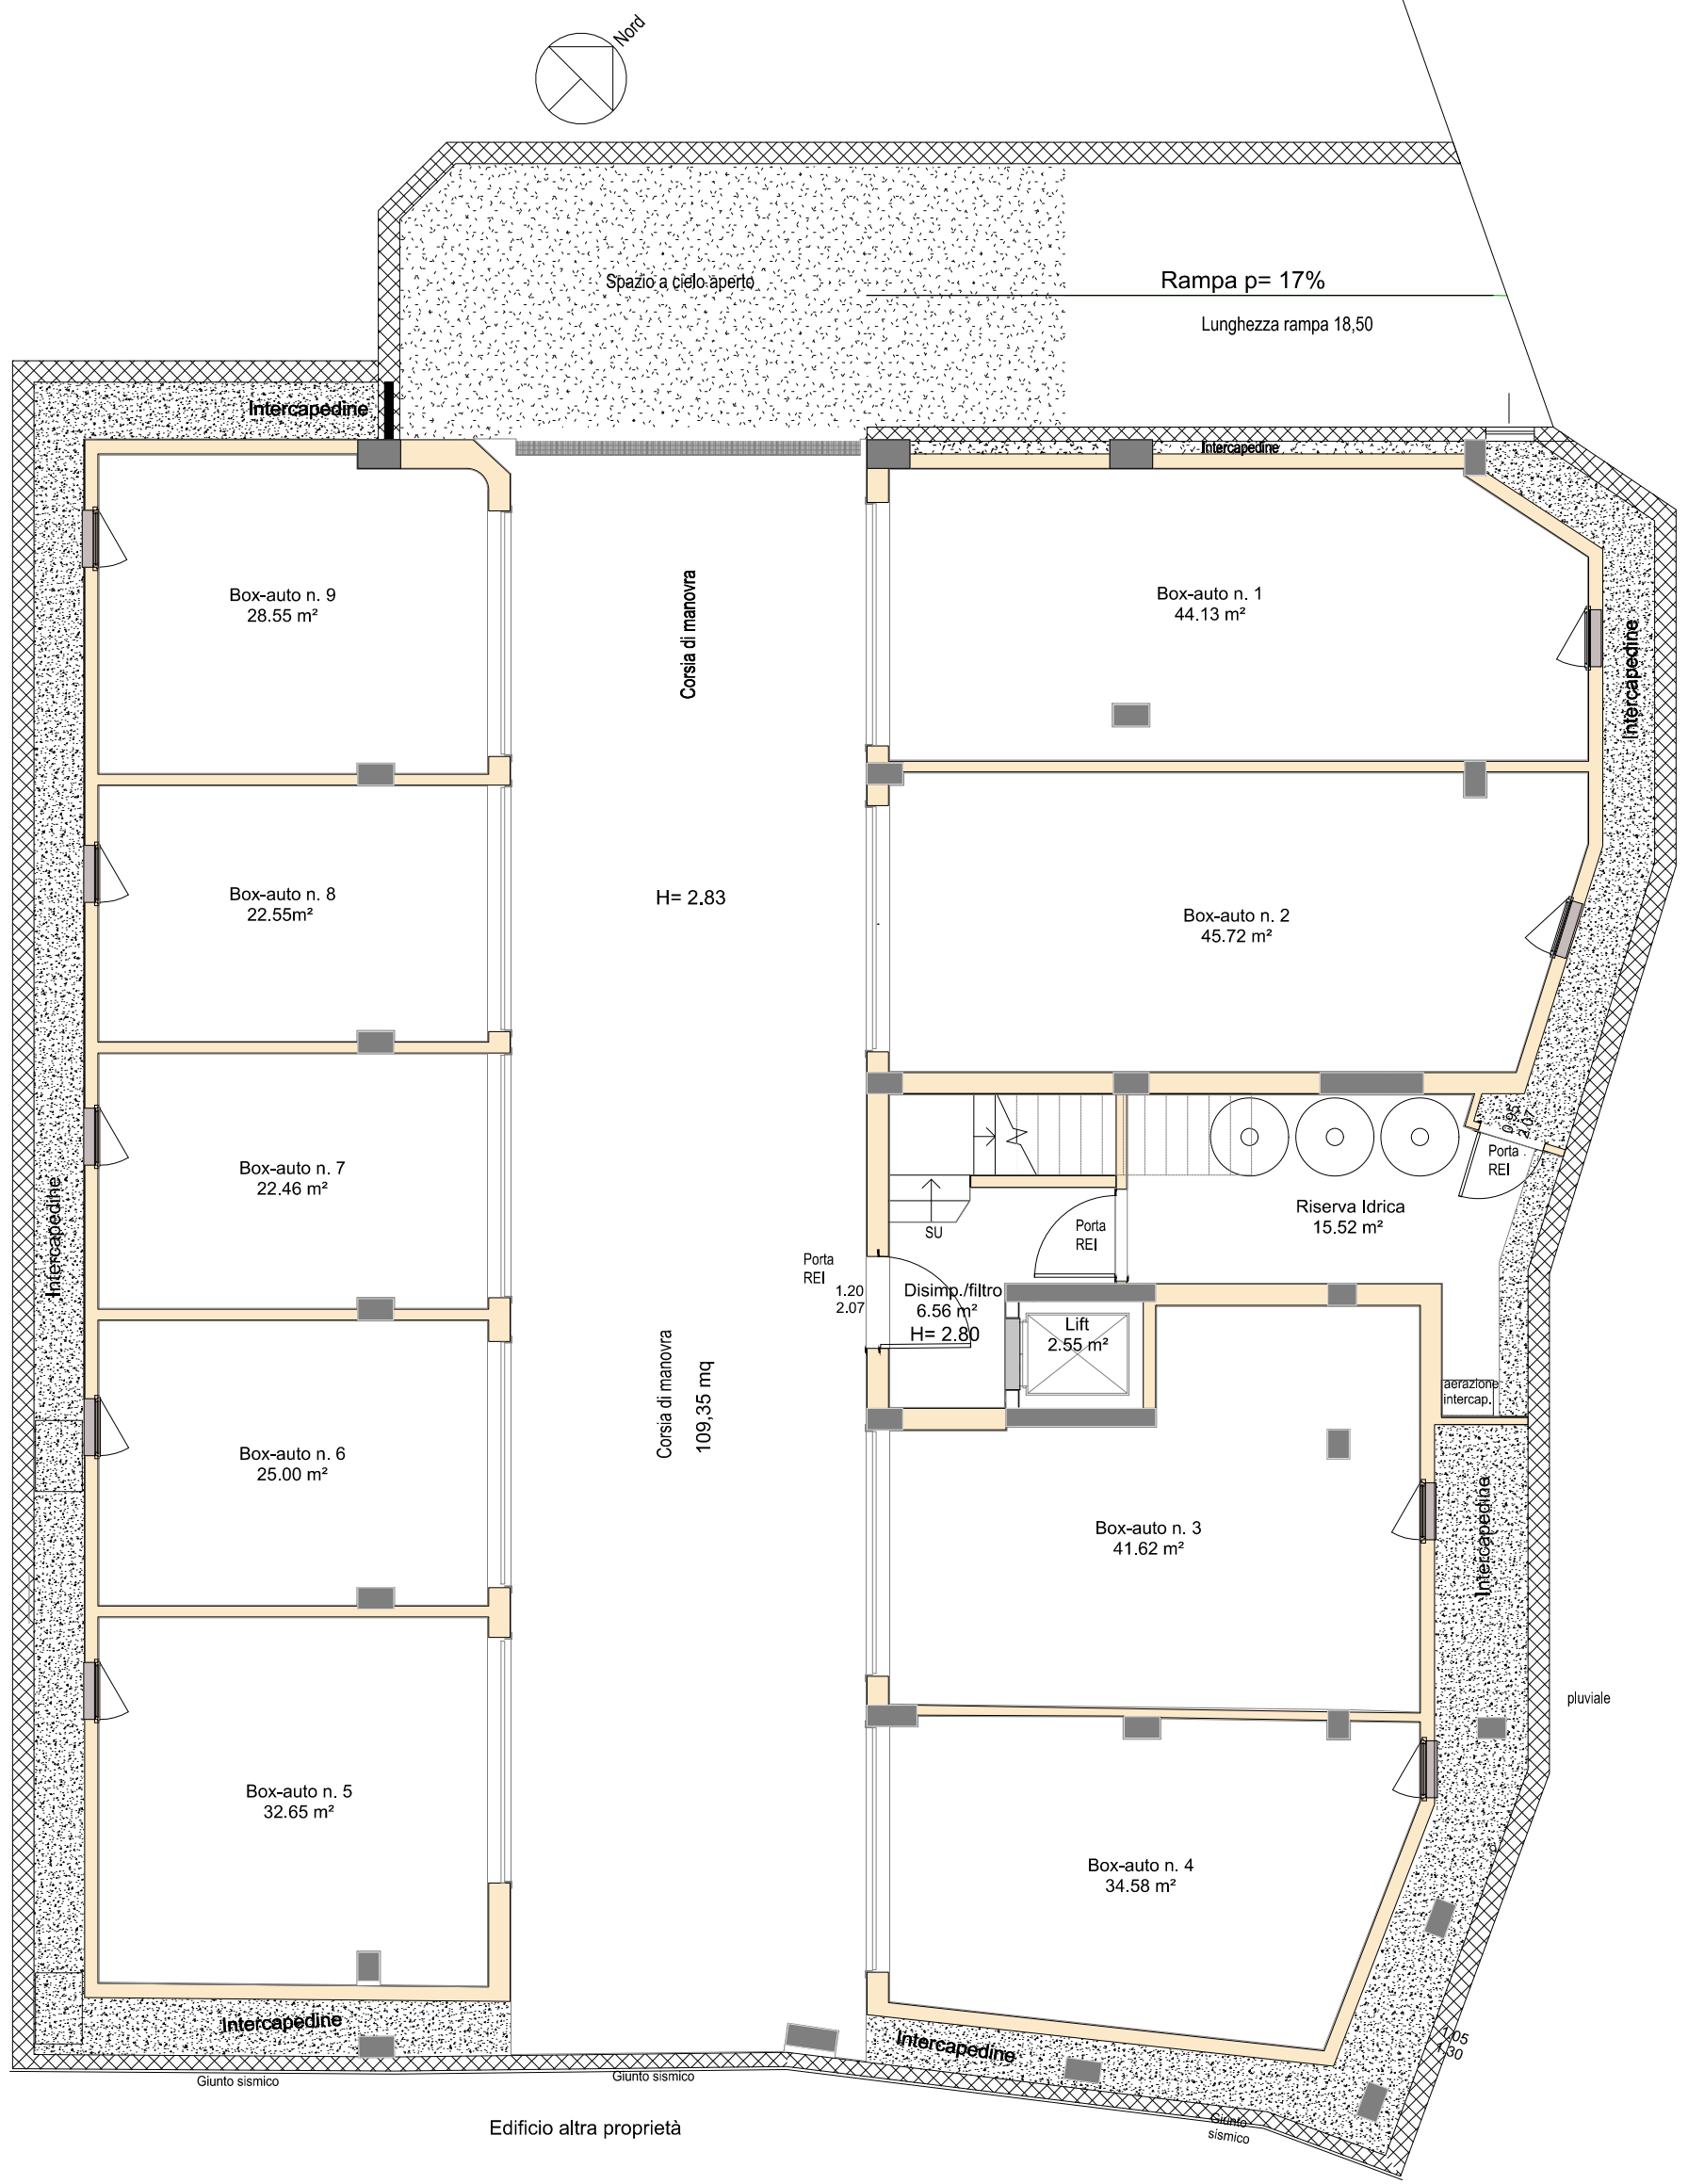 Nord
Spazio a cielo aperto
Rampa p= 17%
Lunghezza rampa 18,50
Intercapedine
Intercapedine
Box-auto n. 9
28.55 m²
Corsia di manovra
Box-auto n. 1
44.13 m²
Intercapedine
Box-auto n. 8
22.55m²
H= 2.83
Box-auto n. 2
45.72 m²
Box-auto n. 7
22.46 m²
Intercapedine
0.95
2.07
Porta
REI
Riserva Idrica
15.52 m²
SU
Porta
REI
Porta
REI
1.20
2.07
Disimp./filtro
6.56 m²
H= 2.80
Lift
2.55 m²
aerazione
intercap.
Box-auto n. 6
25.00 m²
Corsia di manovra
109,35 mq
Box-auto n. 3
41.62 m²
Intercapedine
pluviale
Box-auto n. 5
32.65 m²
Box-auto n. 4
34.58 m²
Intercapedine
Intercapedine
1.05
1.30
Giunto sismico
Giunto sismico
Giunto
sismico
Edificio altra proprietà